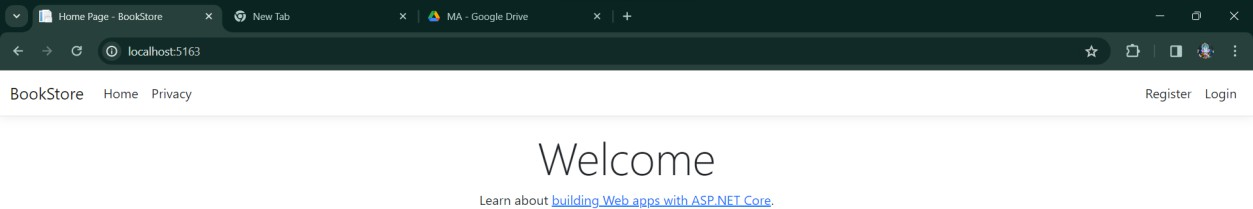 Home Page - BookStore
New Tab
MA - Google Drive
localhost:5163
BookStore Home Privacy Register Login
Welcome
Learn about building Web apps with ASP.NET Core.